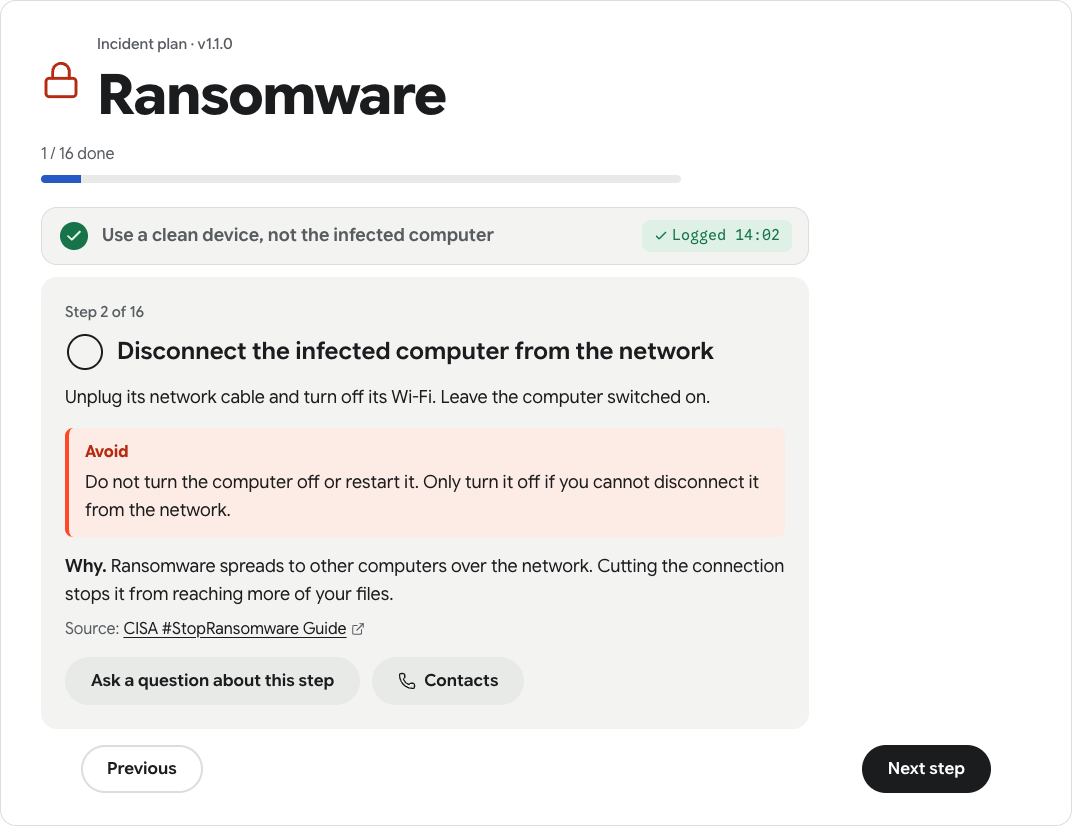 Incident plan · v1.1.0
Ransomware
1 / 16 done
Use a clean device, not the infected computer
✓ Logged 14:02
Step 2 of 16
Disconnect the infected computer from the network
Unplug its network cable and turn off its Wi-Fi. Leave the computer switched on.
Avoid
Do not turn the computer off or restart it. Only turn it off if you cannot disconnect it
from the network.
Why. Ransomware spreads to other computers over the network. Cutting the connection
stops it from reaching more of your files.
Source: CISA #StopRansomware Guide
Ask a question about this step
Contacts
Previous
Next step